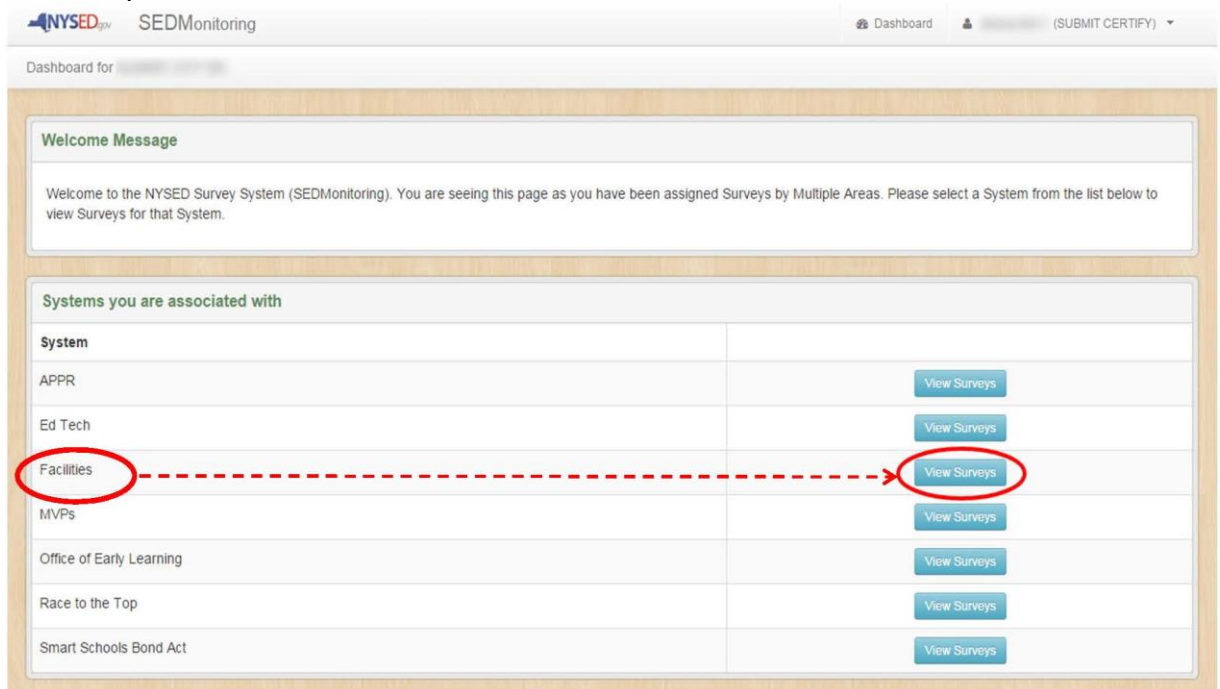 NYSED.gov SEDMonitoring Dashboard (SUBMIT CERTIFY)
Dashboard for
Welcome Message
Welcome to the NYSED Survey System (SEDMonitoring). You are seeing this page as you have been assigned Surveys by Multiple Areas. Please select a System from the list below to
view Surveys for that System.
Systems you are associated with
System
APPR View Surveys
Ed Tech View Surveys
Facilities View Surveys
MVPs View Surveys
Office of Early Learning View Surveys
Race to the Top View Surveys
Smart Schools Bond Act View Surveys